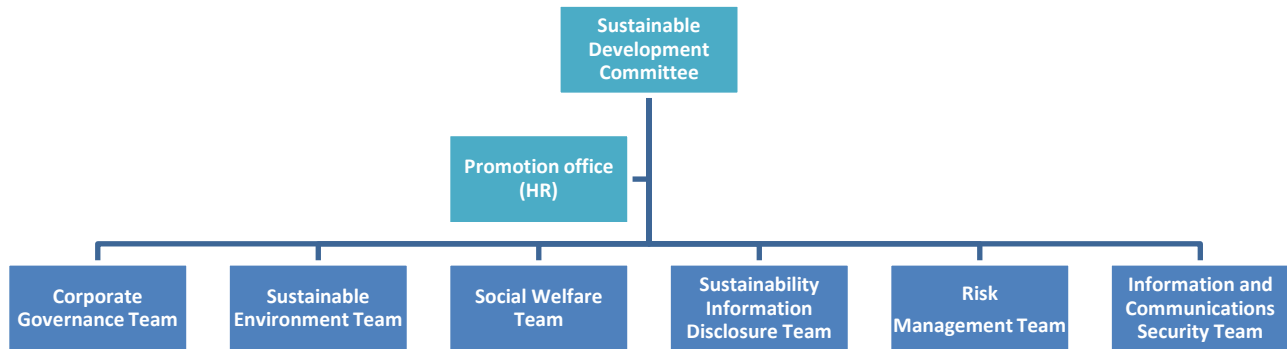 Sustainable
Development
Committee
Promotion office
(HR)
Corporate
Governance Team
Sustainable
Environment Team
Social Welfare
Team
Sustainability
Information
Disclosure Team
Risk
Management Team
Information and
Communications
Security Team